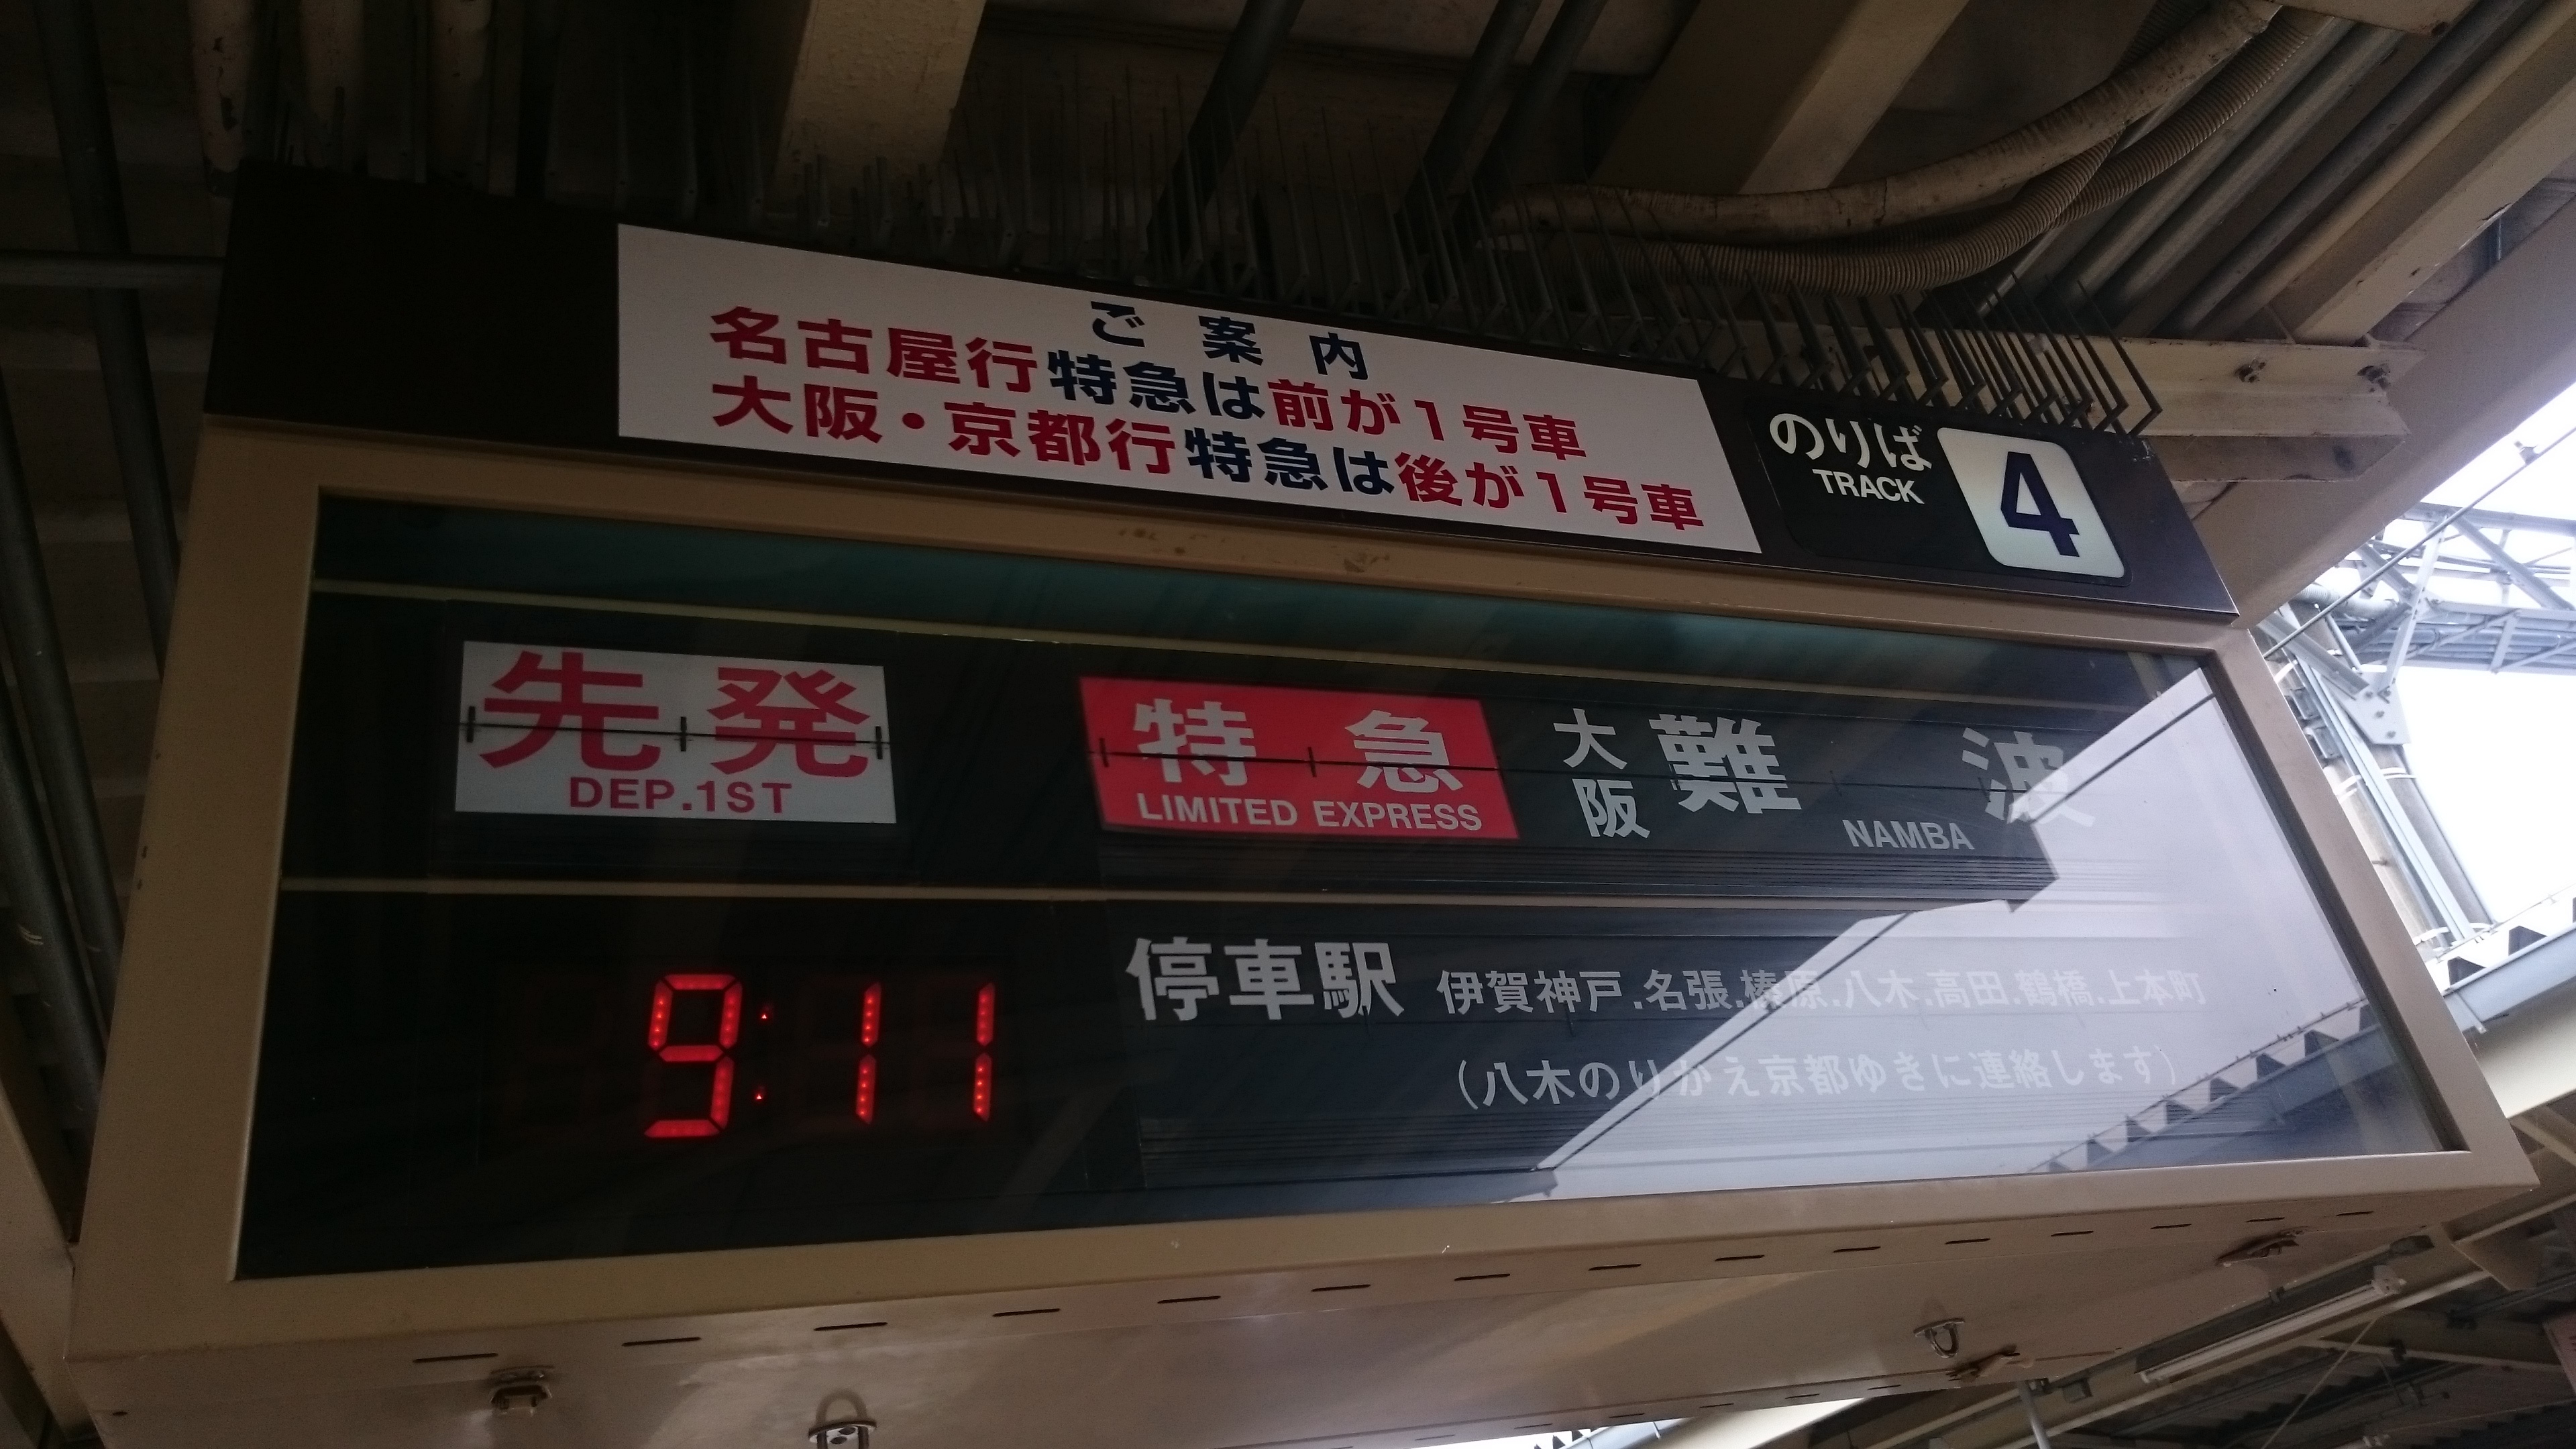 ご案内
名古屋行特急は前が1号車
大阪・京都行特急は後が1号車
のりば
TRACK
4
先発
DEP.1ST
特急
LIMITED EXPRESS
大阪難波
NAMBA
9:11
停車駅 伊賀神戸.名張.榛原.八木.高田.鶴橋.上本町
(八木のりかえ京都ゆきに連絡します)